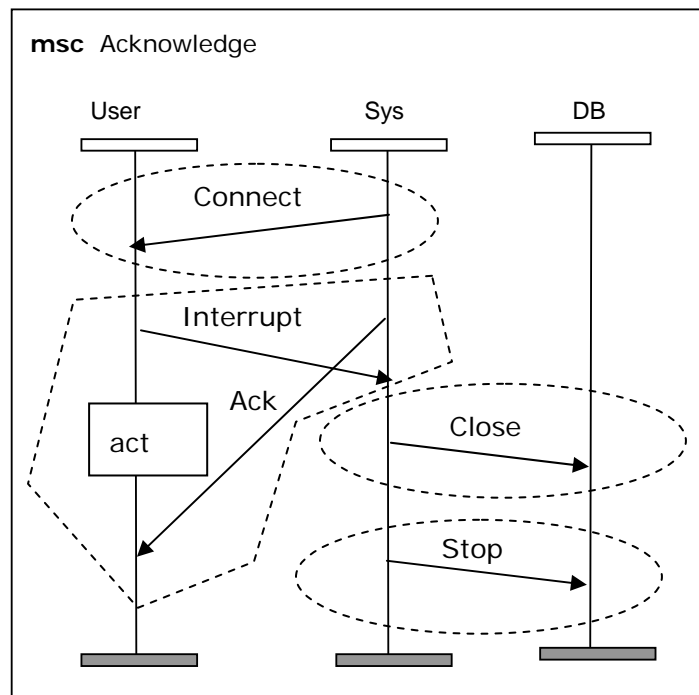 msc Acknowledge
User
Sys
DB
Connect
Interrupt
Ack
act
Close
Stop